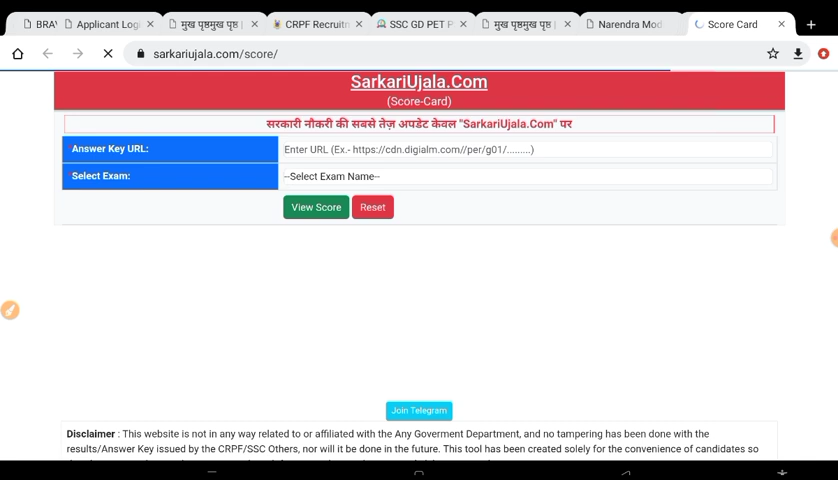 BRA
Applicant Log
मुख पृष्ठमुख पृष्ठ |
CRPF Recruitm
SSC GD PET P
मुख पृष्ठमुख पृष्ठ |
Narendra Mod
Score Card
sarkariujala.com/score/
SarkariUjala.Com
(Score-Card)
सरकारी नौकरी की सबसे तेज़ अपडेट केवल "SarkariUjala.Com" पर
Answer Key URL: Enter URL (Ex.- https://cdn.digialm.com//per/g01/.........)
Select Exam: --Select Exam Name--
View Score Reset
Join Telegram
Disclaimer : This website is not in any way related to or affiliated with the Any Goverment Department, and no tampering has been done with the
results/Answer Key issued by the CRPF/SSC Others, nor will it be done in the future. This tool has been created solely for the convenience of candidates so